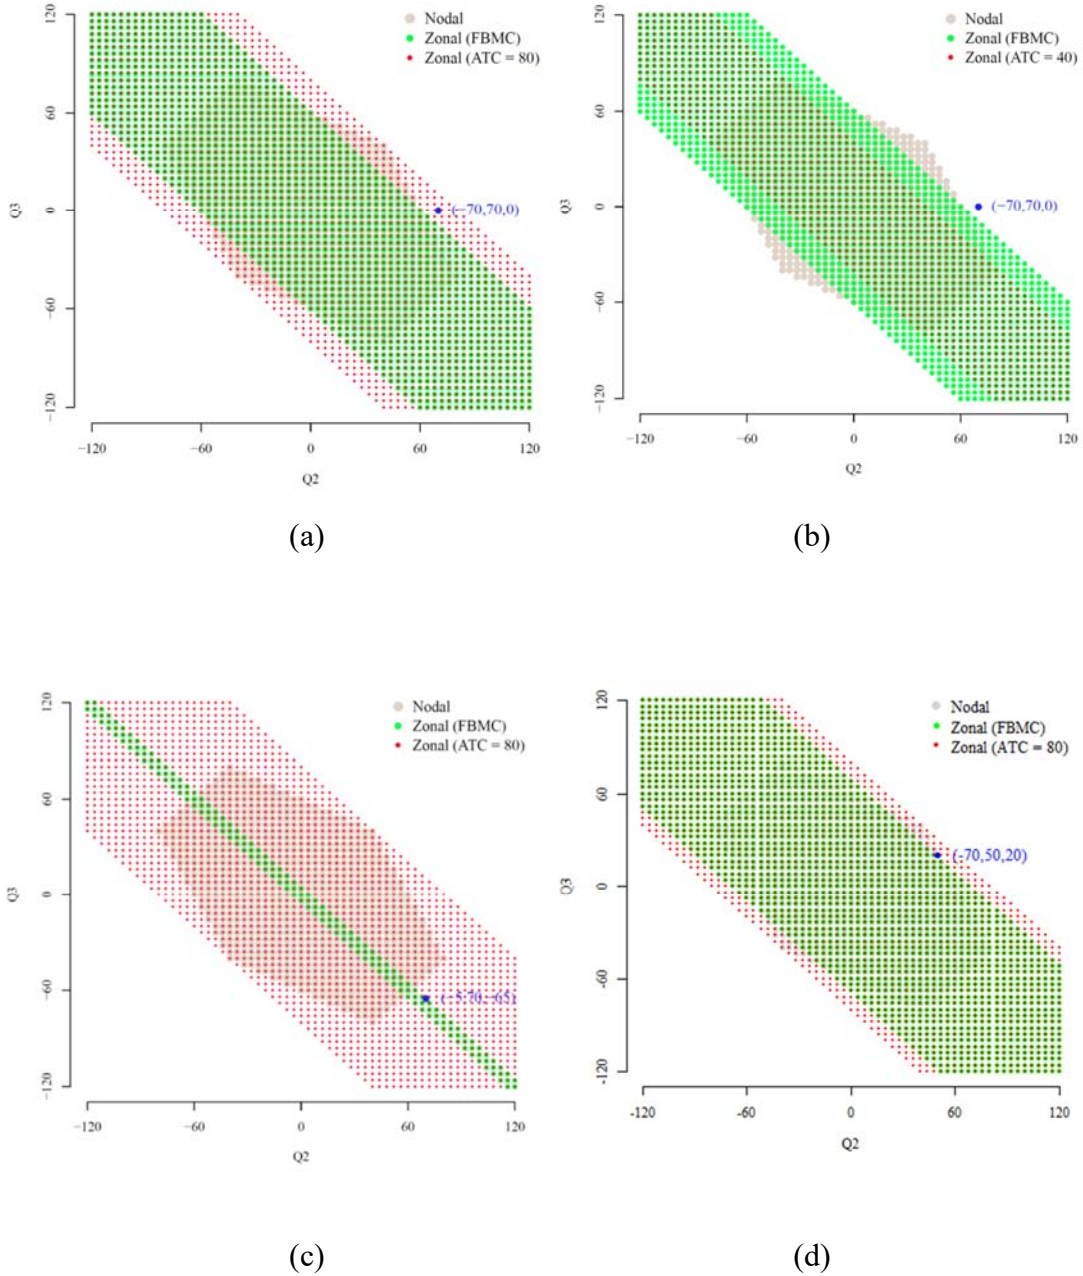 120
60
0
−60
−120
Q3
Nodal
Zonal (FBMC)
Zonal (ATC = 80)
(−70,70,0)
−120 −60 0 60 120
Q2
(a)
120
60
0
−60
−120
Q3
Nodal
Zonal (FBMC)
Zonal (ATC = 40)
(−70,70,0)
−120 −60 0 60 120
Q2
(b)
120
60
0
−60
−120
Q3
Nodal
Zonal (FBMC)
Zonal (ATC = 80)
(−5,70,−65)
−120 −60 0 60 120
Q2
(c)
120
60
0
-60
-120
Q3
Nodal
Zonal (FBMC)
Zonal (ATC = 80)
(-70,50,20)
-120 -60 0 60 120
Q2
(d)